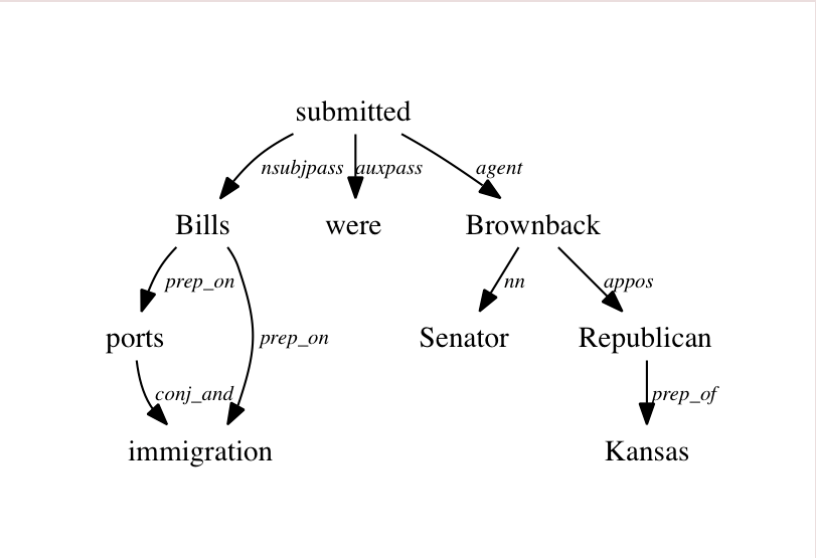 submitted
nsubjpass auxpass agent
Bills were Brownback
prep_on nn appos
ports prep_on Senator Republican
conj_and prep_of
immigration Kansas